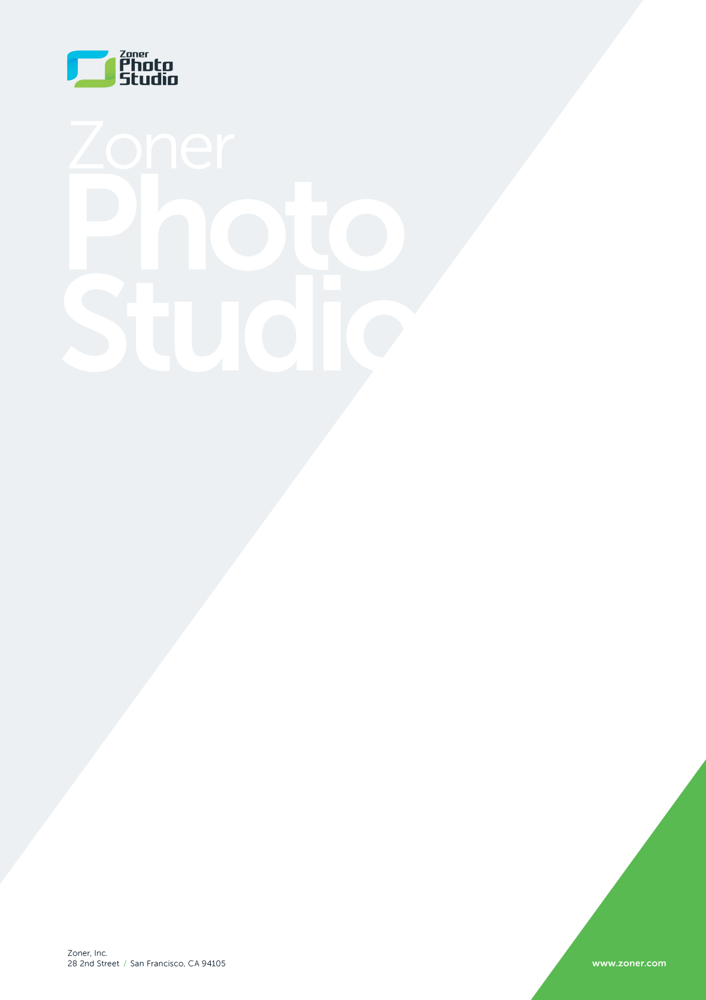 Zoner
Photo
Studio
Zoner
Photo
Studio
Zoner, Inc.
28 2nd Street / San Francisco, CA 94105
www.zoner.com